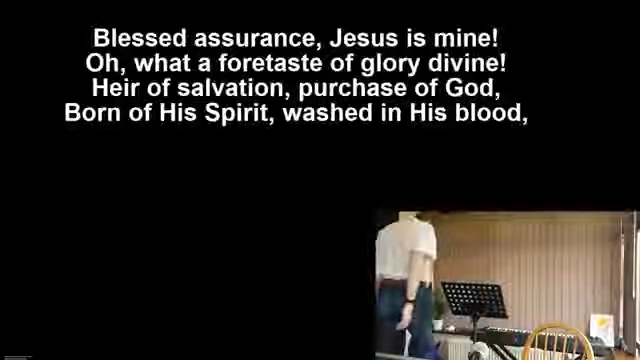 Blessed assurance, Jesus is mine!
Oh, what a foretaste of glory divine!
Heir of salvation, purchase of God,
Born of His Spirit, washed in His blood,